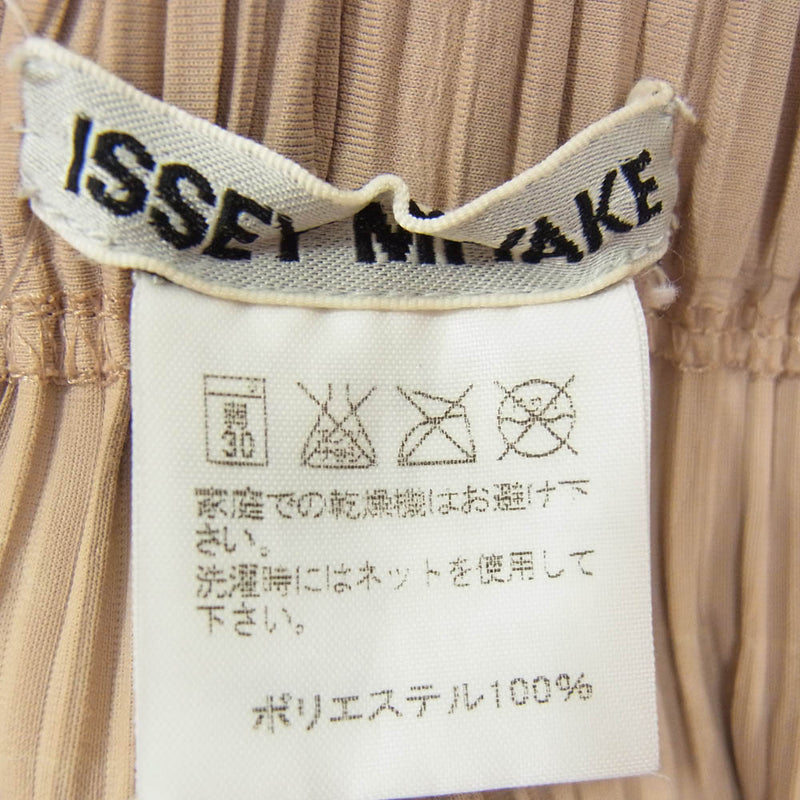 ISSEY MIYAKE
弱
30
家庭での乾燥機はお避け下
さい。
洗濯時にはネットを使用して
下さい。
ポリエステル100%